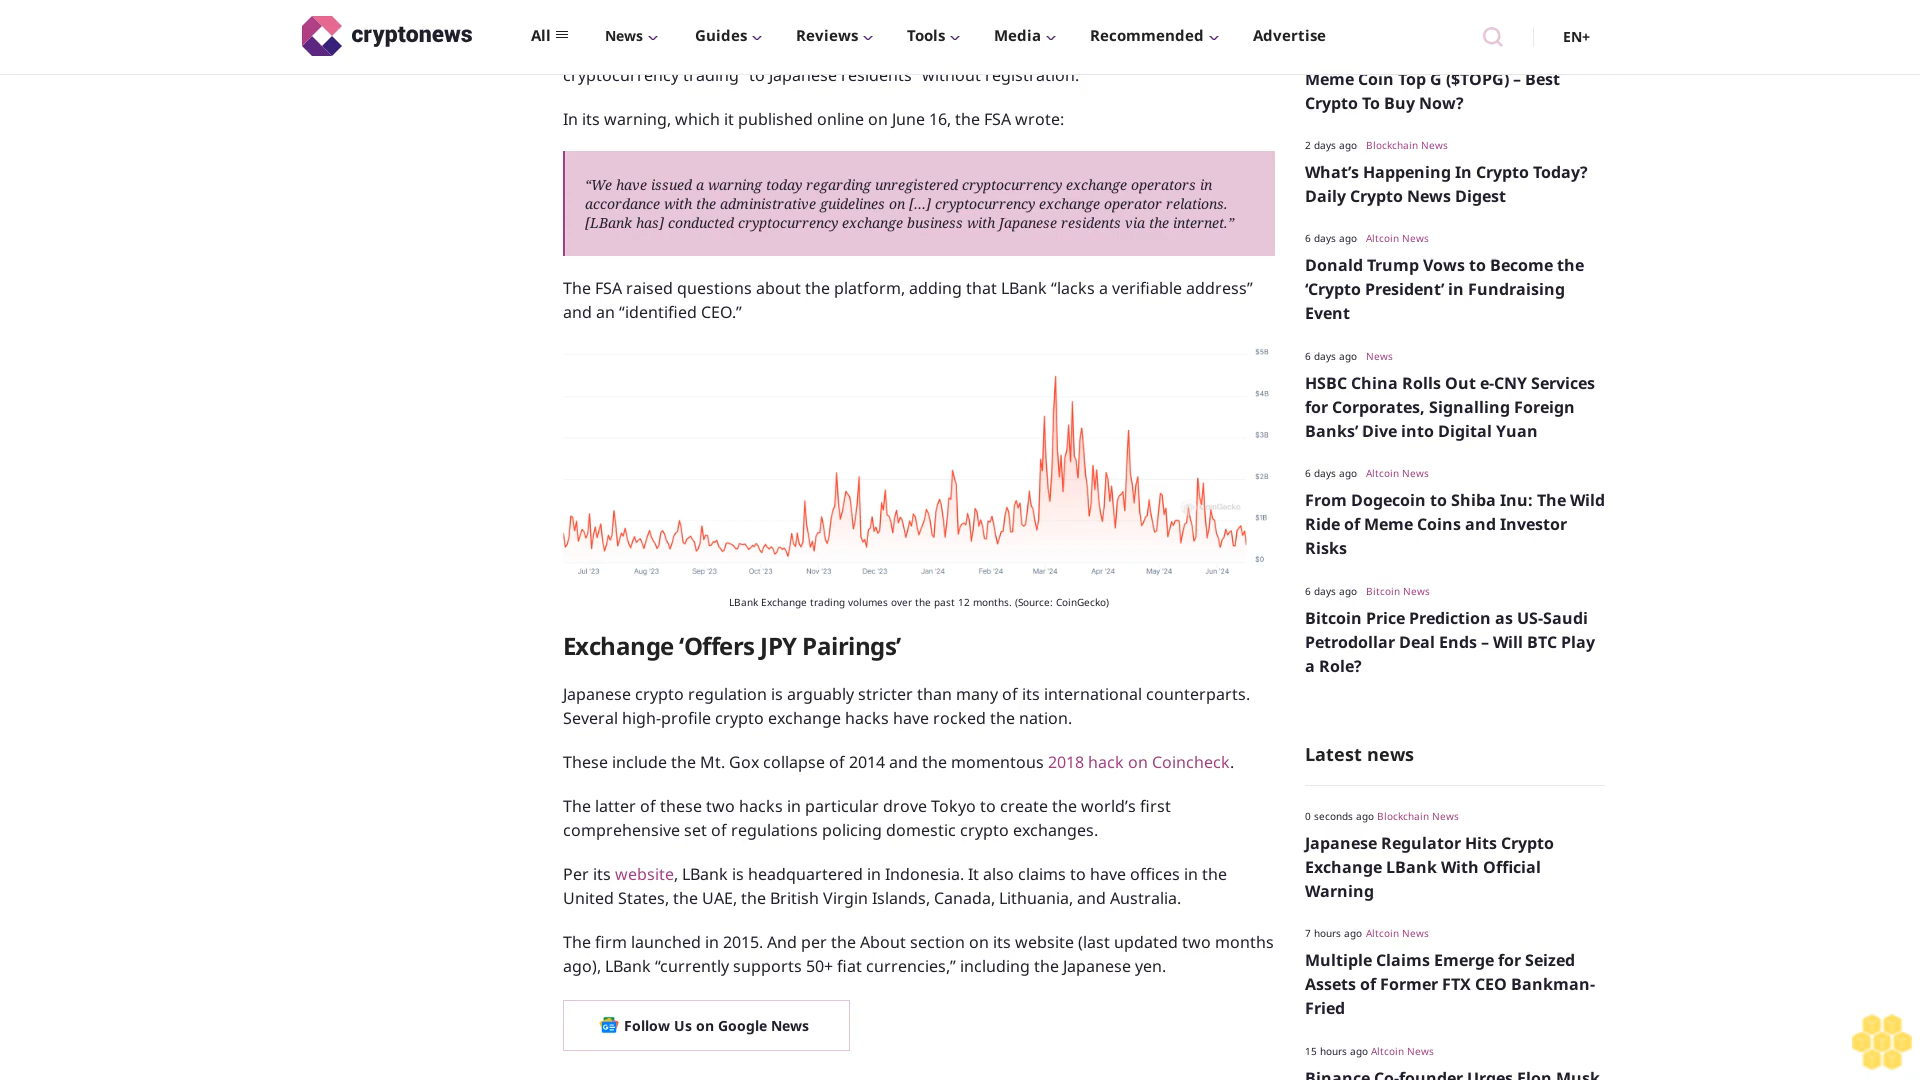 cryptonews
All
News
Guides
Reviews
Tools
Media
Recommended
Advertise
EN+
cryptocurrency trading "to Japanese residents" without registration.
In its warning, which it published online on June 16, the FSA wrote:
“We have issued a warning today regarding unregistered cryptocurrency exchange operators in
accordance with the administrative guidelines on […] cryptocurrency exchange operator relations.
[LBank has] conducted cryptocurrency exchange business with Japanese residents via the internet.”
The FSA raised questions about the platform, adding that LBank “lacks a verifiable address”
and an “identified CEO.”
$5B
$4B
$3B
$2B
$1B
$0
CoinGecko
Jul '23
Aug '23
Sep '23
Oct '23
Nov '23
Dec '23
Jan '24
Feb '24
Mar '24
Apr '24
May '24
Jun '24
LBank Exchange trading volumes over the past 12 months. (Source: CoinGecko)
Exchange ‘Offers JPY Pairings’
Japanese crypto regulation is arguably stricter than many of its international counterparts.
Several high-profile crypto exchange hacks have rocked the nation.
These include the Mt. Gox collapse of 2014 and the momentous 2018 hack on Coincheck.
The latter of these two hacks in particular drove Tokyo to create the world’s first
comprehensive set of regulations policing domestic crypto exchanges.
Per its website, LBank is headquartered in Indonesia. It also claims to have offices in the
United States, the UAE, the British Virgin Islands, Canada, Lithuania, and Australia.
The firm launched in 2015. And per the About section on its website (last updated two months
ago), LBank “currently supports 50+ fiat currencies,” including the Japanese yen.
Follow Us on Google News
Meme Coin Top G ($TOPG) – Best
Crypto To Buy Now?
2 days ago Blockchain News
What’s Happening In Crypto Today?
Daily Crypto News Digest
6 days ago Altcoin News
Donald Trump Vows to Become the
‘Crypto President’ in Fundraising
Event
6 days ago News
HSBC China Rolls Out e-CNY Services
for Corporates, Signalling Foreign
Banks’ Dive into Digital Yuan
6 days ago Altcoin News
From Dogecoin to Shiba Inu: The Wild
Ride of Meme Coins and Investor
Risks
6 days ago Bitcoin News
Bitcoin Price Prediction as US-Saudi
Petrodollar Deal Ends – Will BTC Play
a Role?
Latest news
0 seconds ago Blockchain News
Japanese Regulator Hits Crypto
Exchange LBank With Official
Warning
7 hours ago Altcoin News
Multiple Claims Emerge for Seized
Assets of Former FTX CEO Bankman-
Fried
15 hours ago Altcoin News
Binance Co-founder Urges Elon Musk